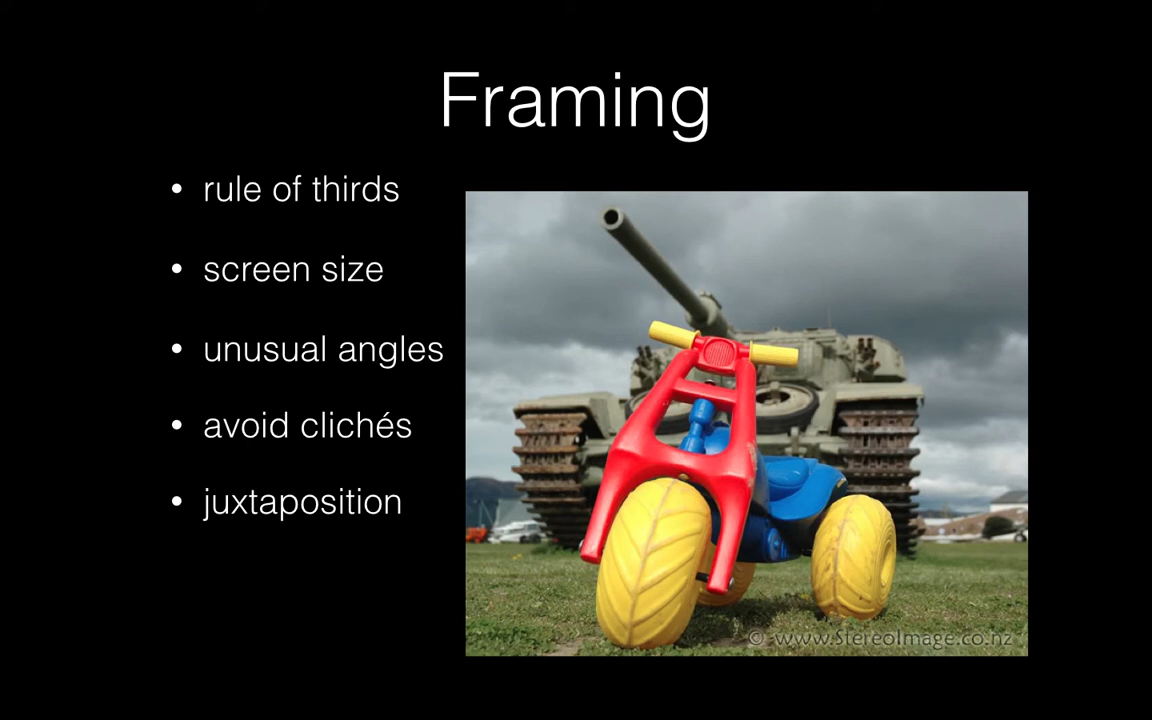 Framing
• rule of thirds
• screen size
• unusual angles
• avoid clichés
• juxtaposition
© www.StereoImage.co.nz